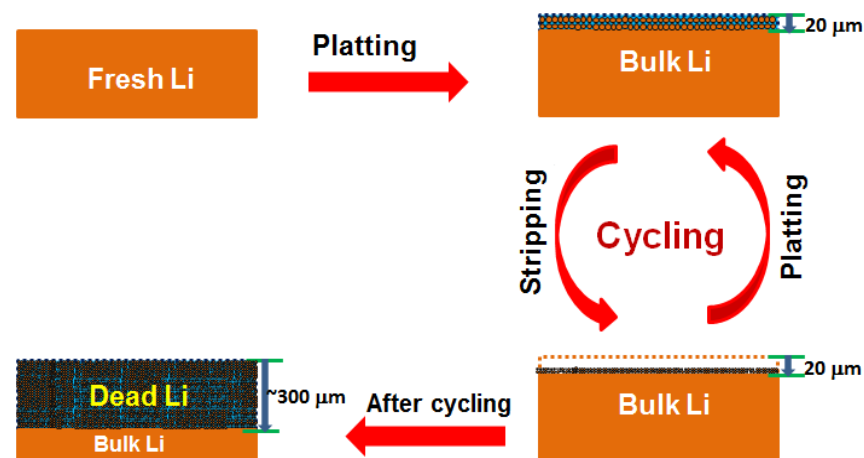 Fresh Li
Platting
Bulk Li
20 μm
Stripping
Cycling
Platting
Dead Li
~300 μm
Bulk Li
After cycling
Bulk Li
20 μm